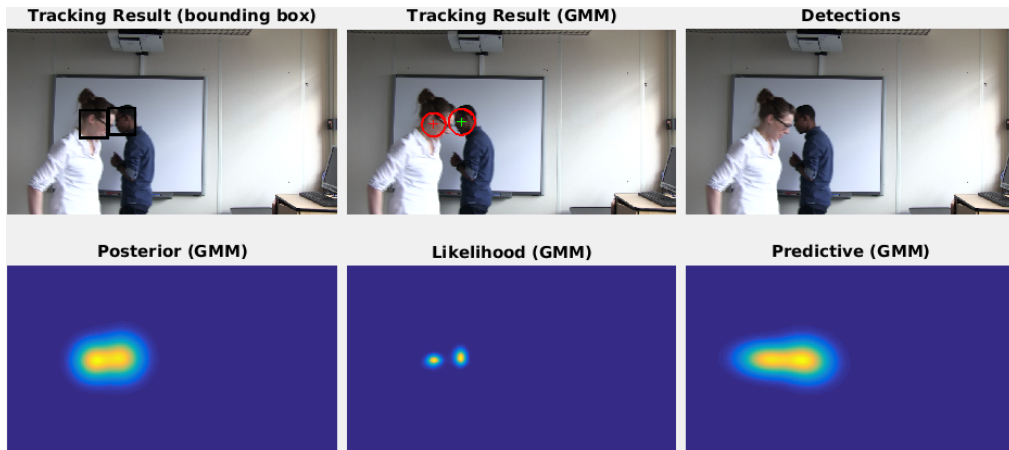 Tracking Result (bounding box)
Tracking Result (GMM)
Detections
Posterior (GMM)
Likelihood (GMM)
Predictive (GMM)